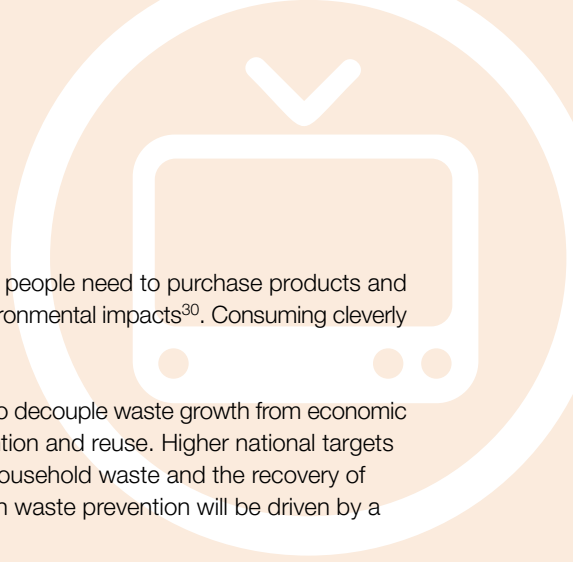 people need to purchase products and
ronmental impacts30. Consuming cleverly
o decouple waste growth from economic
tion and reuse. Higher national targets
ousehold waste and the recovery of
n waste prevention will be driven by a